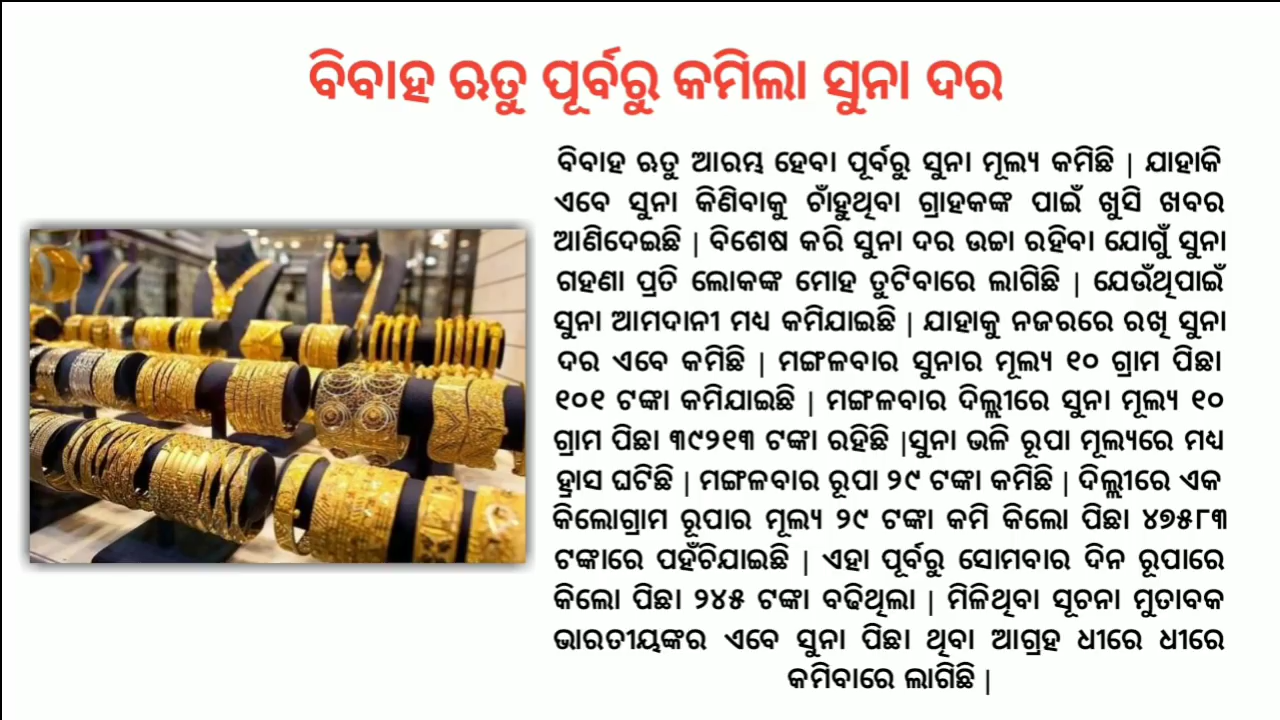 ବିବାହ ଋତୁ ପୂର୍ବରୁ କମିଲା ସୁନା ଦର
ବିବାହ ଋତୁ ଆରମ୍ଭ ହେବା ପୂର୍ବରୁ ସୁନା ମୂଲ୍ୟ କମିଛି | ଯାହାକି
ଏବେ ସୁନା କିଣିବାକୁ ଚାଁହୁଥିବା ଗ୍ରାହକଙ୍କ ପାଇଁ ଖୁସି ଖବର
ଆଣିଦେଇଛି | ବିଶେଷ କରି ସୁନା ଦର ଉଚ୍ଚା ରହିବା ଯୋଗୁଁ ସୁନା
ଗହଣା ପ୍ରତି ଲୋକଙ୍କ ମୋହ ତୁଟିବାରେ ଲାଗିଛି | ଯେଉଁଥିପାଇଁ
ସୁନା ଆମଦାନୀ ମଧ୍ୟ କମିଯାଇଛି | ଯାହାକୁ ନଜରରେ ରଖି ସୁନା
ଦର ଏବେ କମିଛି | ମଙ୍ଗଳବାର ସୁନାର ମୂଲ୍ୟ ୧୦ ଗ୍ରାମ ପିଛା
୧୦୧ ଟଙ୍କା କମିଯାଇଛି | ମଙ୍ଗଳବାର ଦିଲ୍ଲୀରେ ସୁନା ମୂଲ୍ୟ ୧୦
ଗ୍ରାମ ପିଛା ୩୯୨୧୩ ଟଙ୍କା ରହିଛି |ସୁନା ଭଳି ରୂପା ମୂଲ୍ୟରେ ମଧ୍ୟ
ହ୍ରାସ ଘଟିଛି | ମଙ୍ଗଳବାର ରୂପା ୨୯ ଟଙ୍କା କମିଛି | ଦିଲ୍ଲୀରେ ଏକ
କିଲୋଗ୍ରାମ ରୂପାର ମୂଲ୍ୟ ୨୯ ଟଙ୍କା କମି କିଲୋ ପିଛା ୪୭୫୮୩
ଟଙ୍କାରେ ପହଁଚିଯାଇଛି | ଏହା ପୂର୍ବରୁ ସୋମବାର ଦିନ ରୂପାରେ
କିଲୋ ପିଛା ୨୪୫ ଟଙ୍କା ବଢିଥିଲା | ମିଳିଥିବା ସୂଚନା ମୁତାବକ
ଭାରତୀୟଙ୍କର ଏବେ ସୁନା ପିଛା ଥିବା ଆଗ୍ରହ ଧୀରେ ଧୀରେ
କମିବାରେ ଲାଗିଛି |